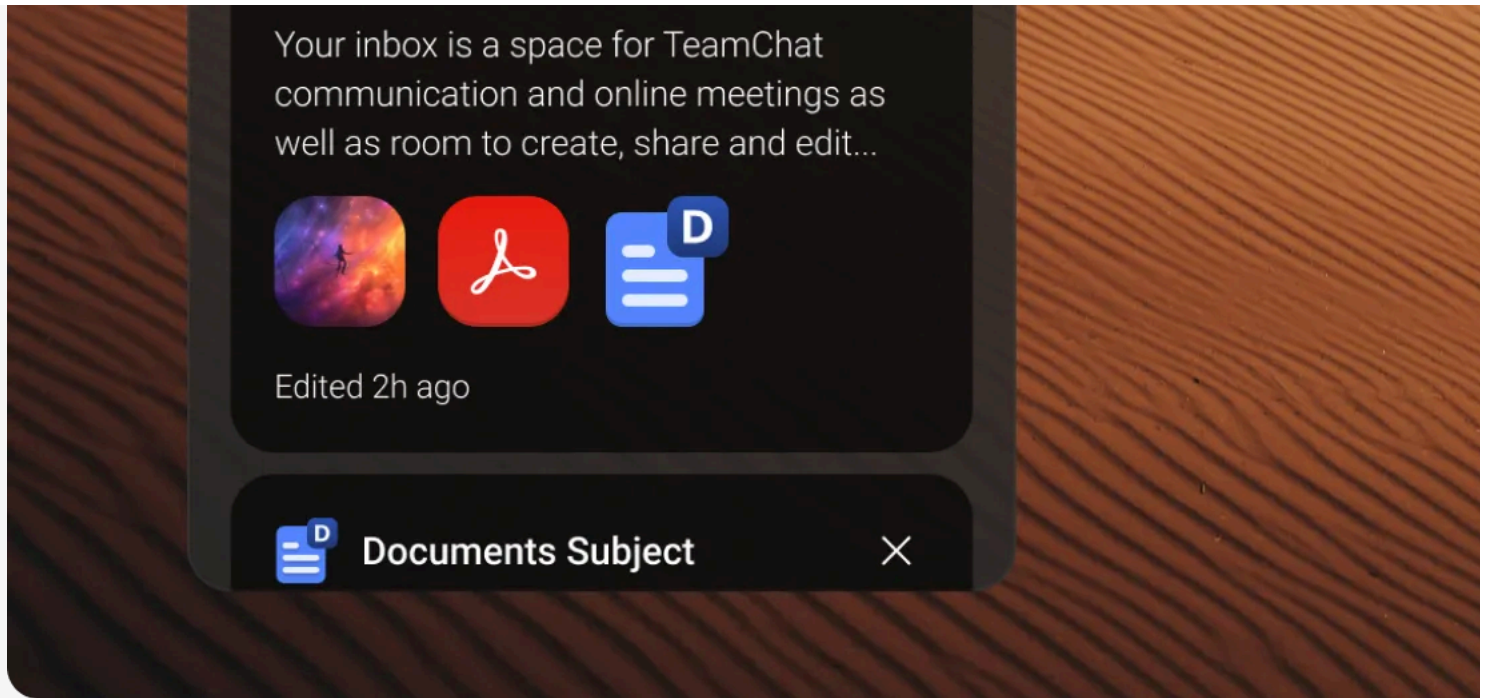 Your inbox is a space for TeamChat
communication and online meetings as
well as room to create, share and edit...
D
Edited 2h ago
D
Documents Subject